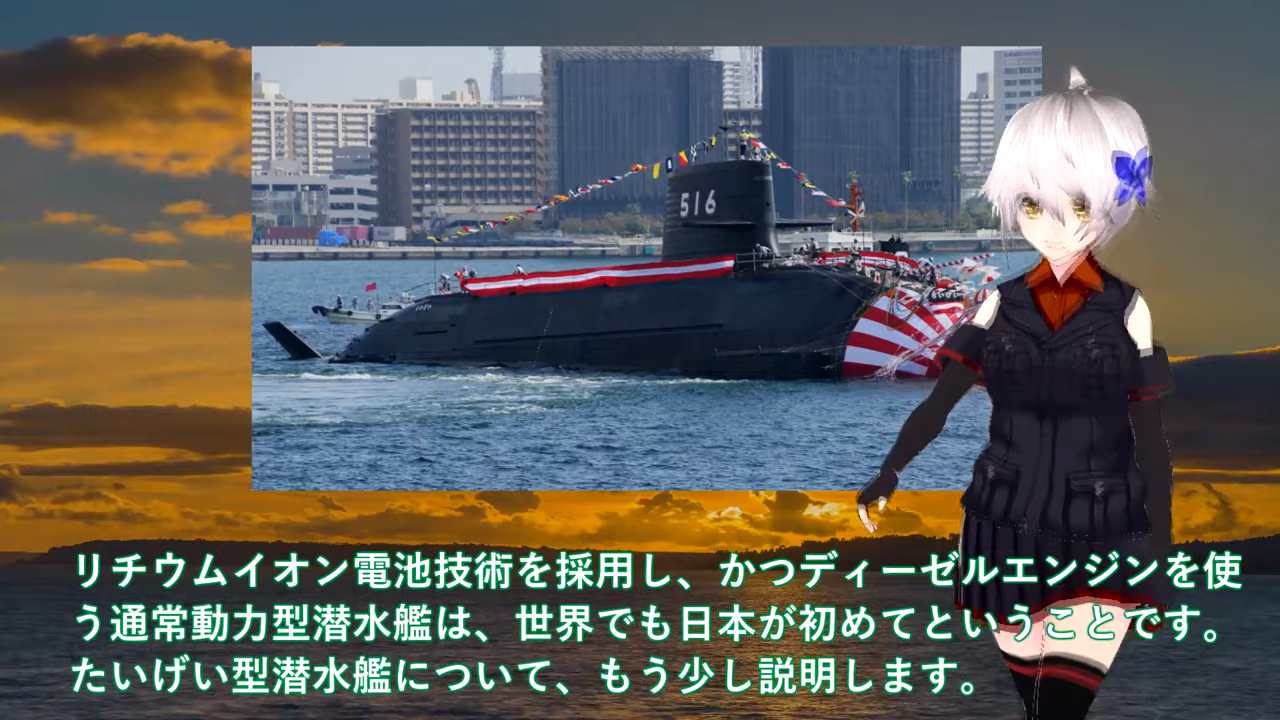 516
リチウムイオン電池技術を採用し、かつディーゼルエンジンを使
う通常動力型潜水艦は、世界でも日本が初めてということです。
たいげい型潜水艦について、もう少し説明します。